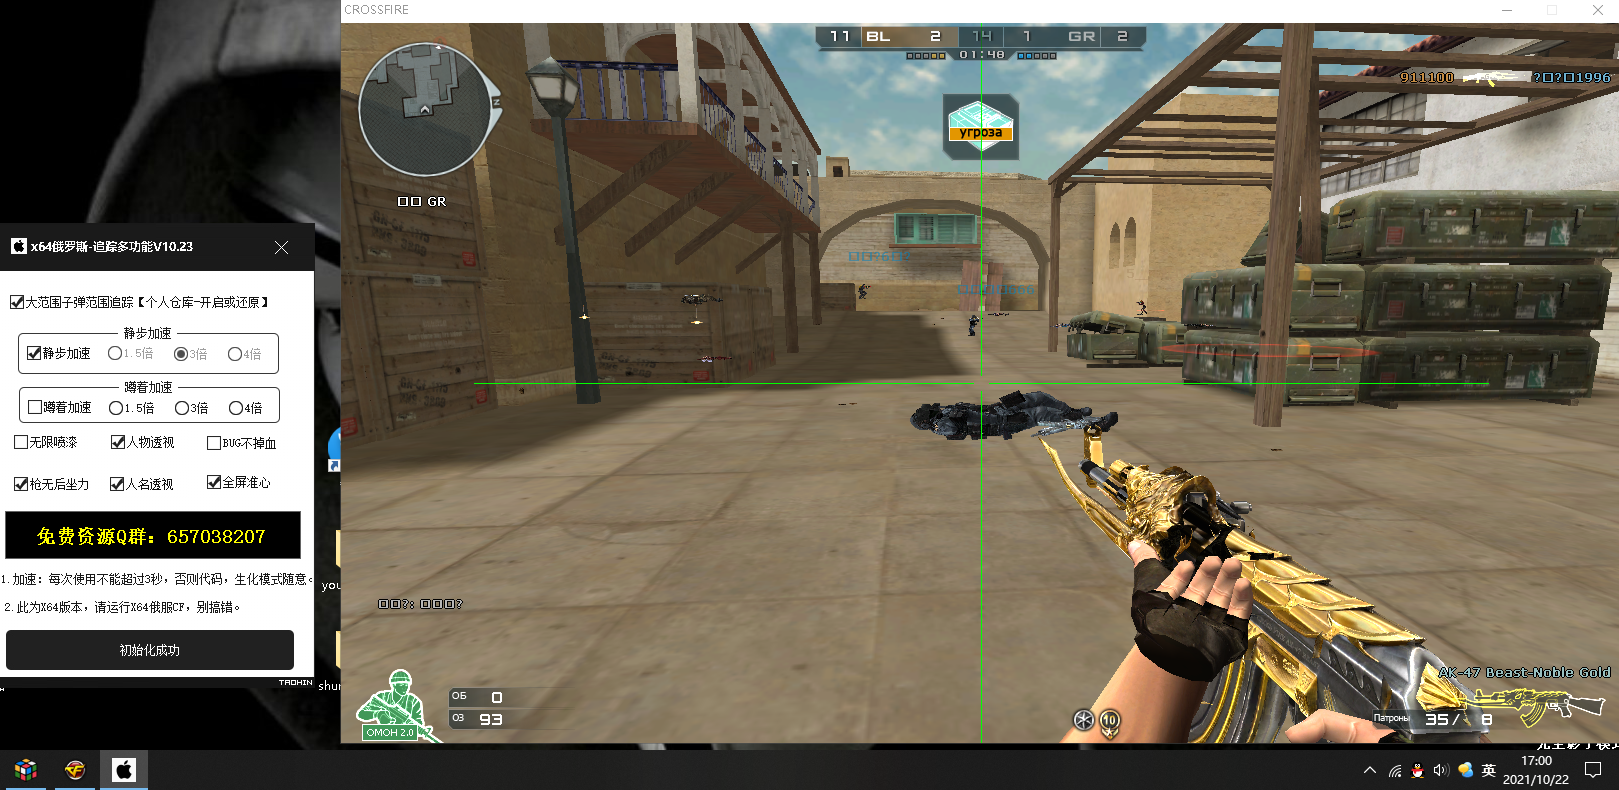 CROSSFIRE
11 BL 2 14 1 GR 2
01:48
911100
1996
угроза
N
GR
x64俄罗斯-追踪多功能V10.23
大范围子弹范围追踪【个人仓库-开启或还原】
静步加速
静步加速 1.5倍 3倍 4倍
蹲着加速
蹲着加速 1.5倍 3倍 4倍
无限喷漆 人物透视 BUG不掉血
枪无后坐力 人名透视 全屏准心
免费资源Q群：657038207
1.加速：每次使用不能超过3秒，否则代码，生化模式随意。
2.此为X64版本，请运行X64俄服CF，别搞错。
初始化成功
TAOHIN
you
shur
AK-47 Beast-Noble Gold
ОБ 0
ОЗ 93
ОМОН 2.0
10
Патроны 35/ 8
英
17:00
2021/10/22